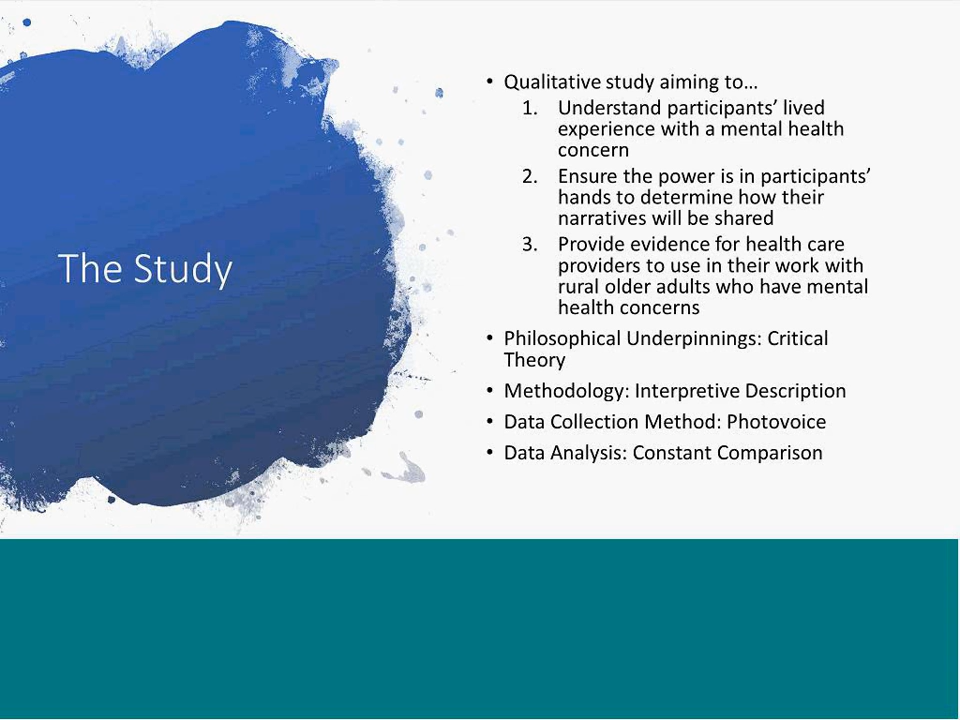 The Study
• Qualitative study aiming to…
1. Understand participants’ lived
experience with a mental health
concern
2. Ensure the power is in participants’
hands to determine how their
narratives will be shared
3. Provide evidence for health care
providers to use in their work with
rural older adults who have mental
health concerns
• Philosophical Underpinnings: Critical
Theory
• Methodology: Interpretive Description
• Data Collection Method: Photovoice
• Data Analysis: Constant Comparison